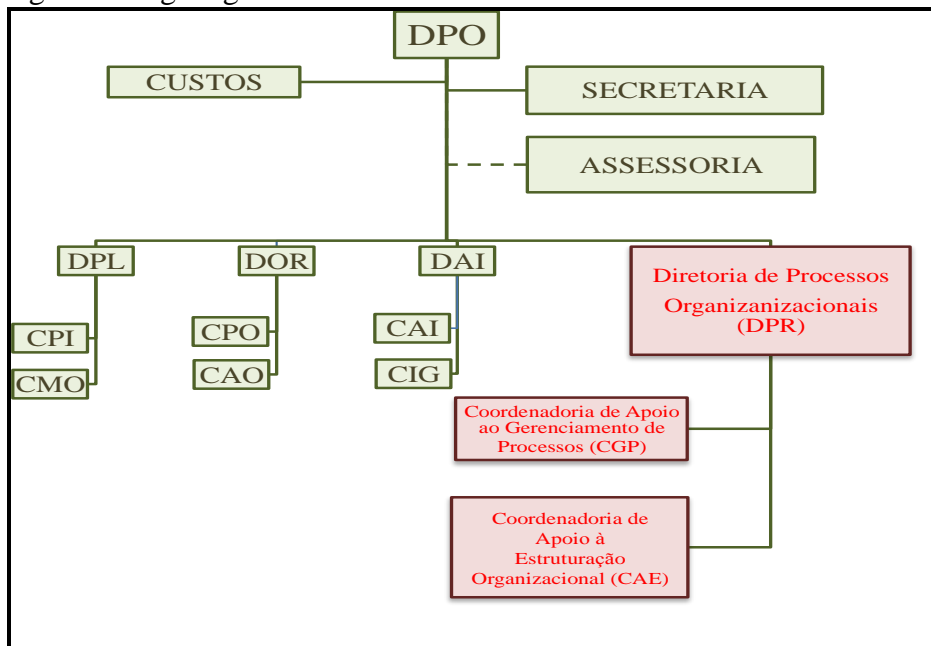 DPO
CUSTOS
SECRETARIA
ASSESSORIA
DPL
DOR
DAI
Diretoria de Processos
Organizanizacionais
(DPR)
CPI
CPO
CAI
CMO
CAO
CIG
Coordenadoria de Apoio
ao Gerenciamento de
Processos (CGP)
Coordenadoria de
Apoio à
Estruturação
Organizacional (CAE)